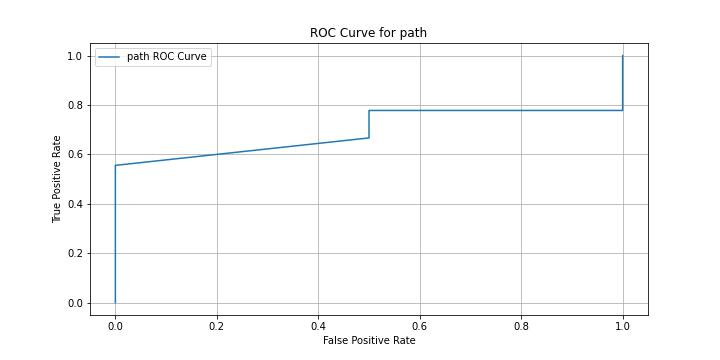 ROC Curve for path
path ROC Curve
True Positive Rate
1.0
0.8
0.6
0.4
0.2
0.0
0.0 0.2 0.4 0.6 0.8 1.0
False Positive Rate